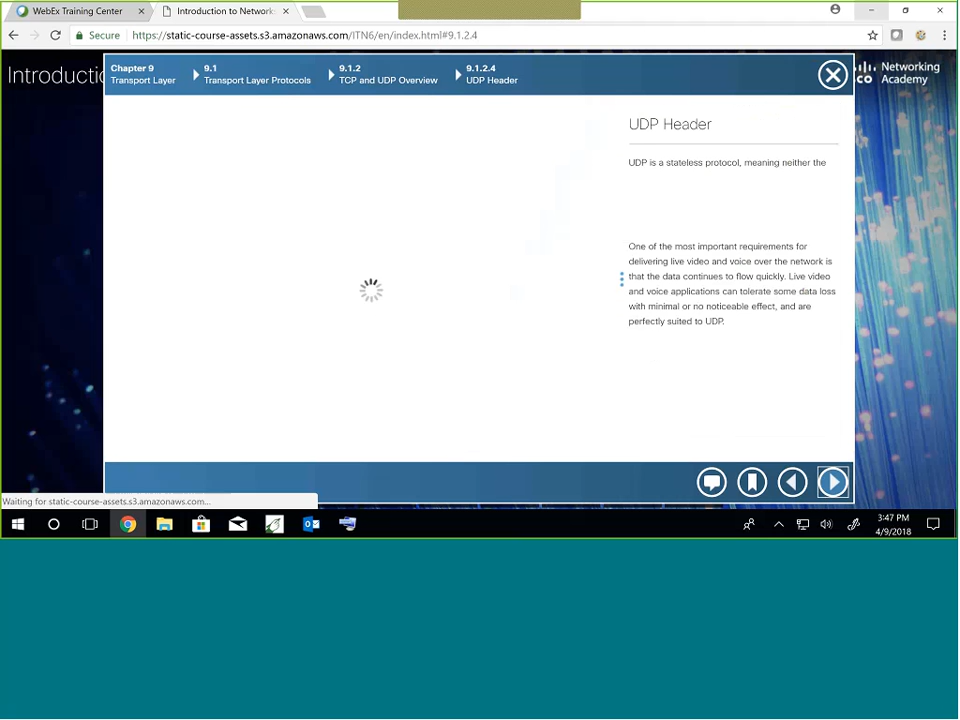 WebEx Training Center
Introduction to Network
Secure
https://static-course-assets.s3.amazonaws.com/ITN6/en/index.html#9.1.2.4
Introductio
Chapter 9
Transport Layer
9.1
Transport Layer Protocols
9.1.2
TCP and UDP Overview
9.1.2.4
UDP Header
Networking
Academy
co
UDP Header
UDP is a stateless protocol, meaning neither the
One of the most important requirements for
delivering live video and voice over the network is
that the data continues to flow quickly. Live video
and voice applications can tolerate some data loss
with minimal or no noticeable effect, and are
perfectly suited to UDP.
Waiting for static-course-assets.s3.amazonaws.com...
3:47 PM
4/9/2018